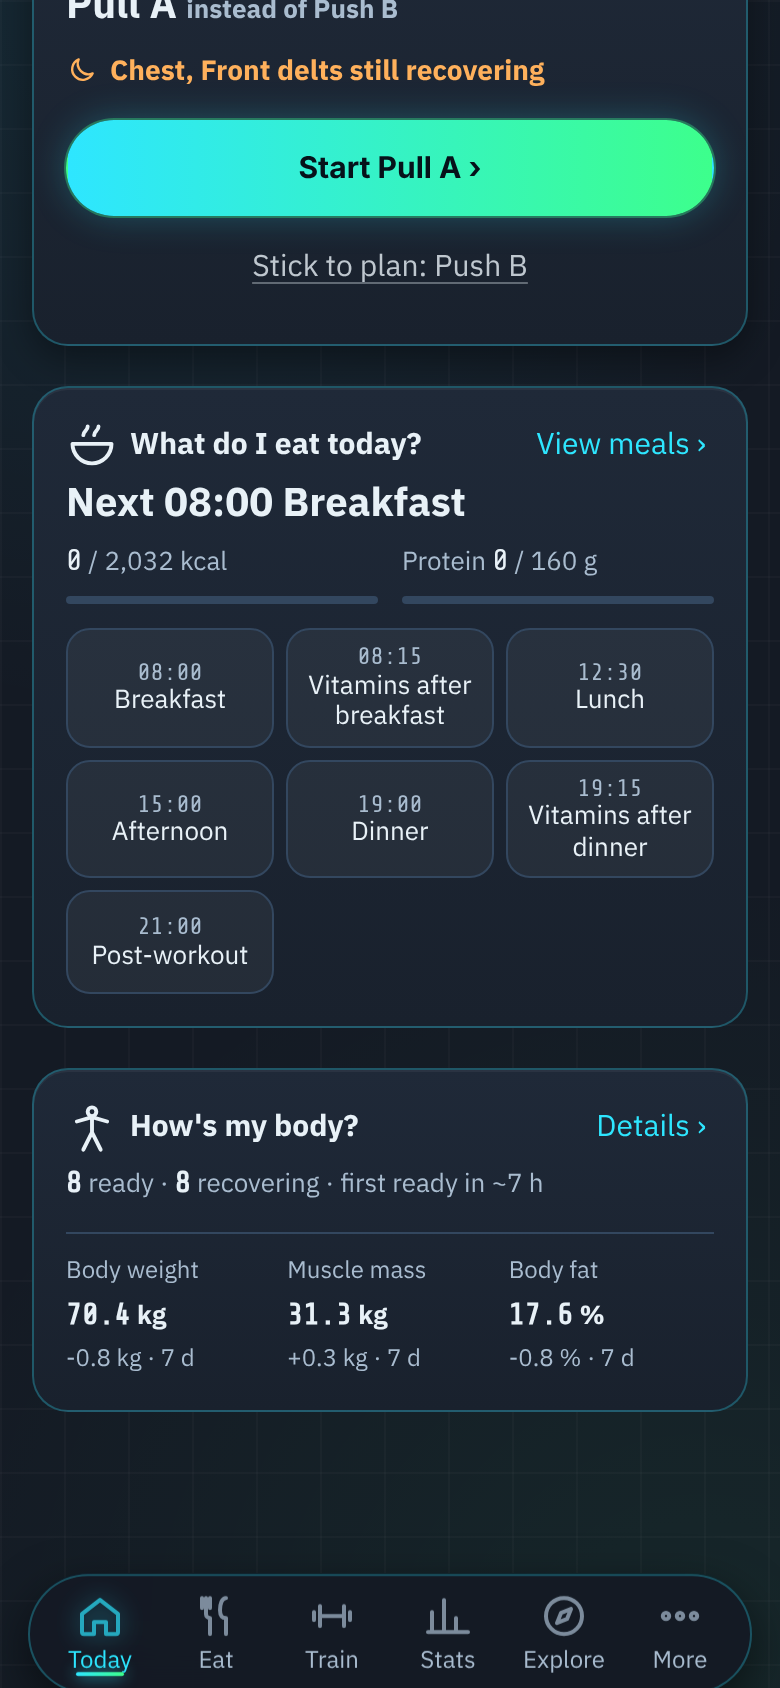 Pull A instead of Push B
Chest, Front delts still recovering
Start Pull A ›
Stick to plan: Push B
What do I eat today?
View meals ›
Next 08:00 Breakfast
0 / 2,032 kcal
Protein 0 / 160 g
08:00
Breakfast
08:15
Vitamins after
breakfast
12:30
Lunch
15:00
Afternoon
19:00
Dinner
19:15
Vitamins after
dinner
21:00
Post-workout
How's my body?
Details ›
8 ready · 8 recovering · first ready in ~7 h
Body weight
70.4 kg
-0.8 kg · 7 d
Muscle mass
31.3 kg
+0.3 kg · 7 d
Body fat
17.6 %
-0.8 % · 7 d
Today
Eat
Train
Stats
Explore
More